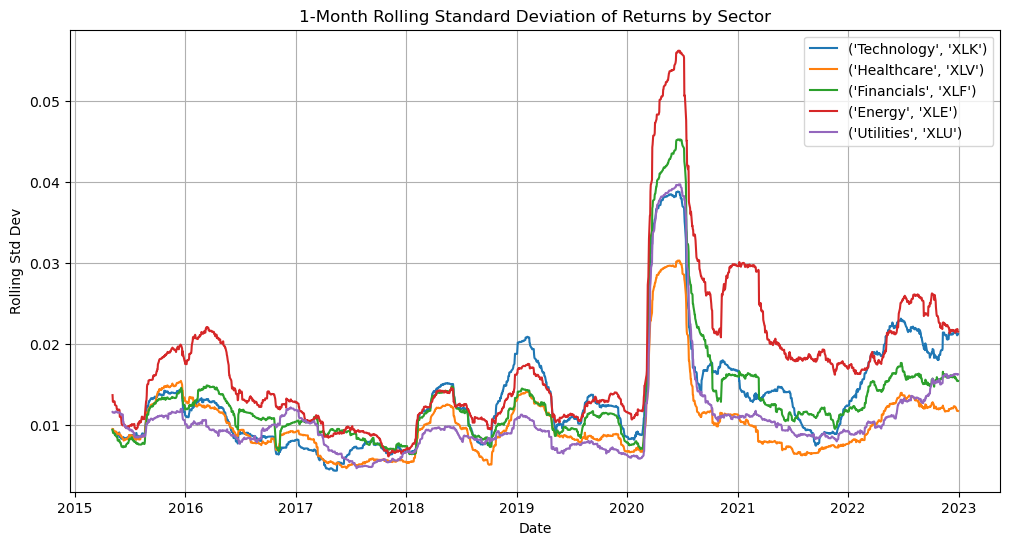 1-Month Rolling Standard Deviation of Returns by Sector
('Technology', 'XLK')
('Healthcare', 'XLV')
('Financials', 'XLF')
('Energy', 'XLE')
('Utilities', 'XLU')
Rolling Std Dev
0.05
0.04
0.03
0.02
0.01
2015 2016 2017 2018 2019 2020 2021 2022 2023
Date